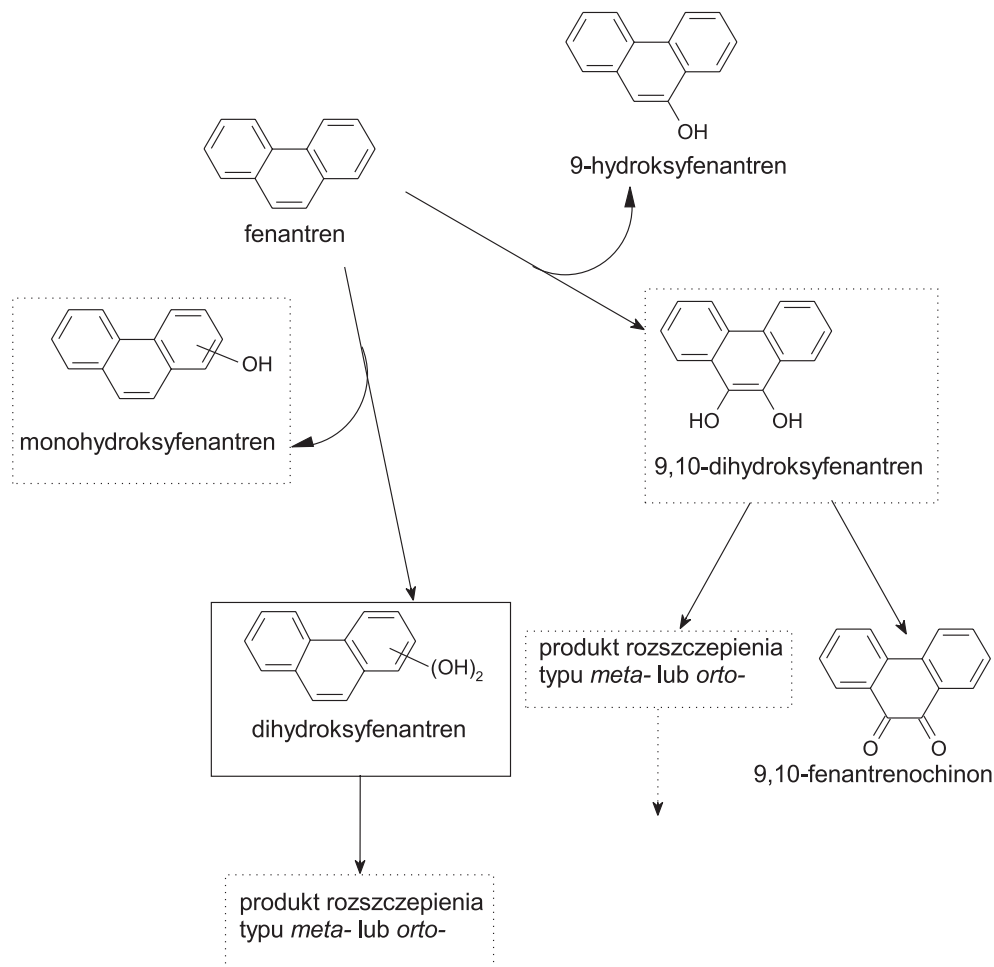 OH
9-hydroksyfenantren
fenantren
OH
monohydroksyfenantren
HO OH
9,10-dihydroksyfenantren
(OH)2
dihydroksyfenantren
produkt rozszczepienia
typu meta- lub orto-
O O
9,10-fenantrenochinon
produkt rozszczepienia
typu meta- lub orto-